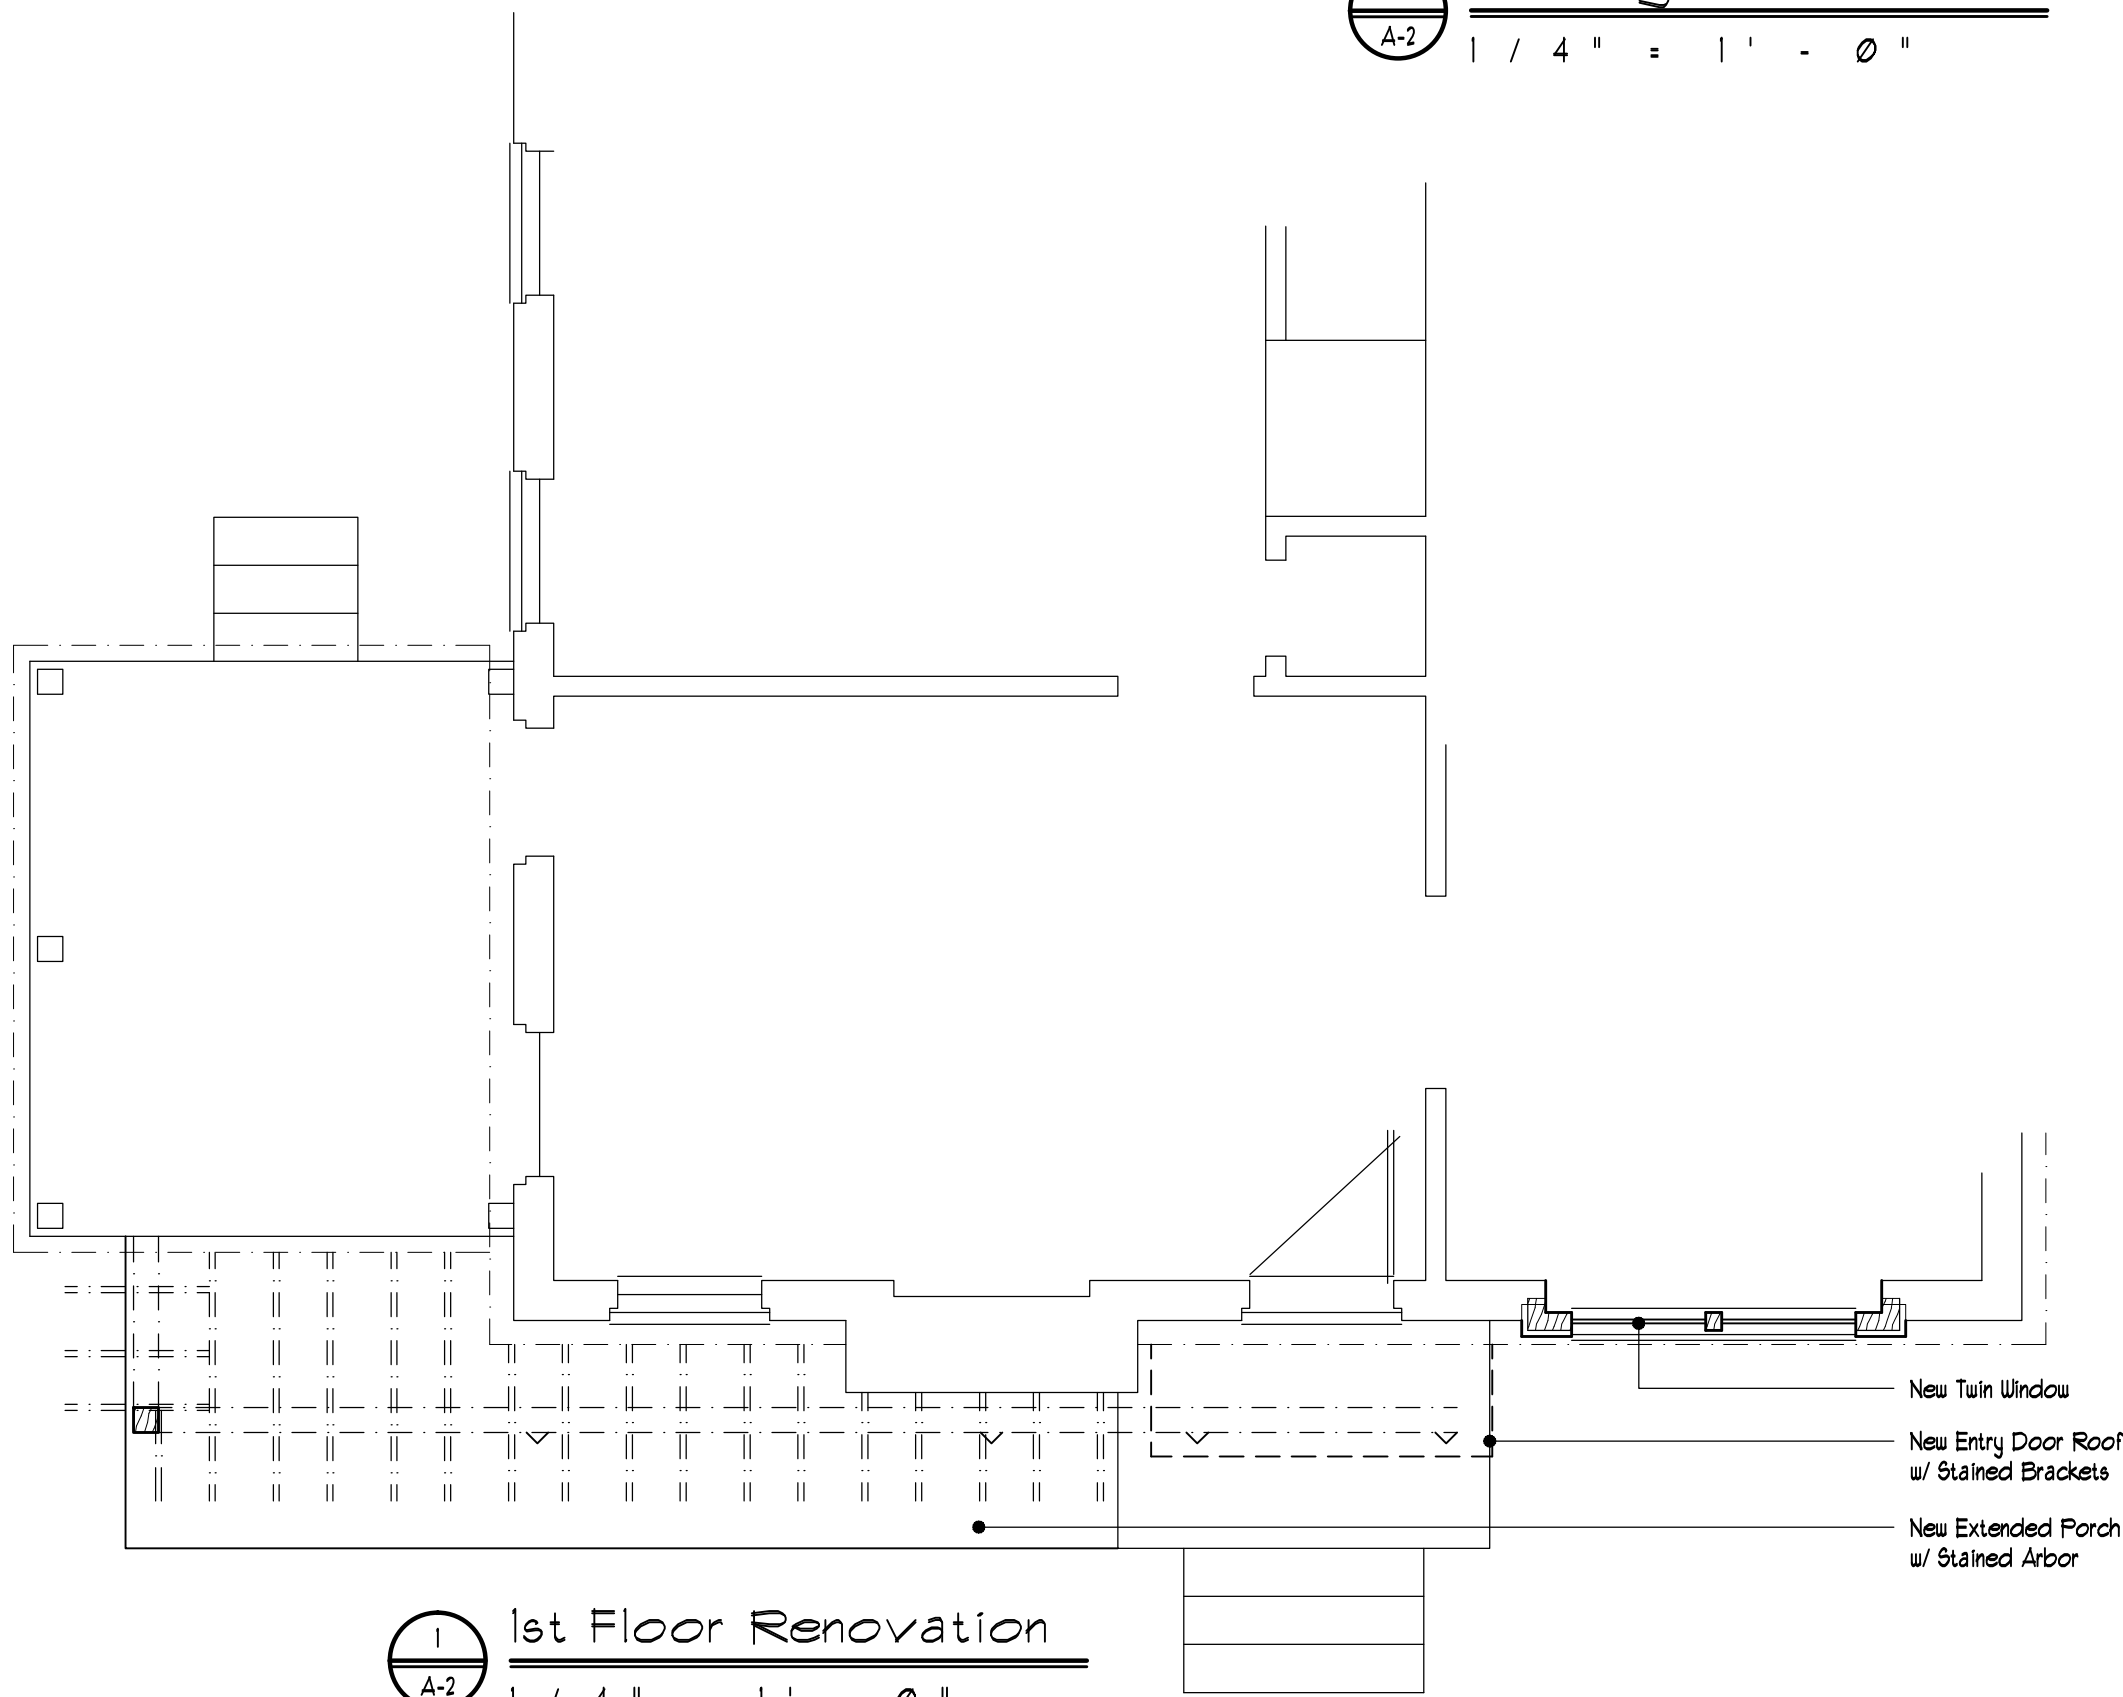 A-2
1/4" = 1'-0"
New Twin Window
New Entry Door Roof
w/ Stained Brackets
New Extended Porch
w/ Stained Arbor
1
1st Floor Renovation
A-2